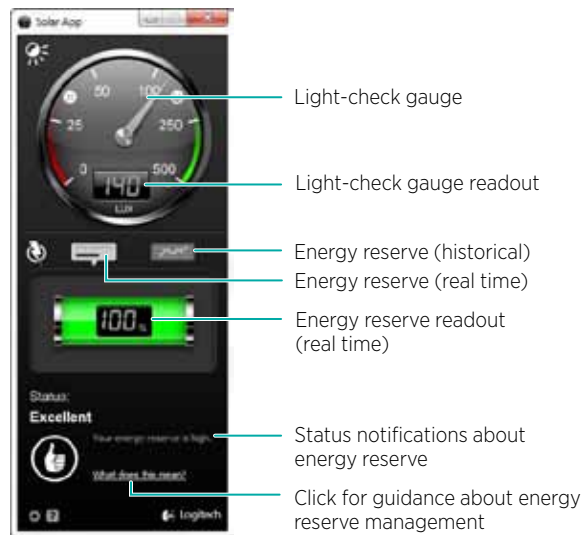 Solar App
50
100
25
250
0
500
140
LUX
100%
Status:
Excellent
Your energy reserve is high.
What does this mean?
Logitech
Light-check gauge
Light-check gauge readout
Energy reserve (historical)
Energy reserve (real time)
Energy reserve readout
(real time)
Status notifications about
energy reserve
Click for guidance about energy
reserve management